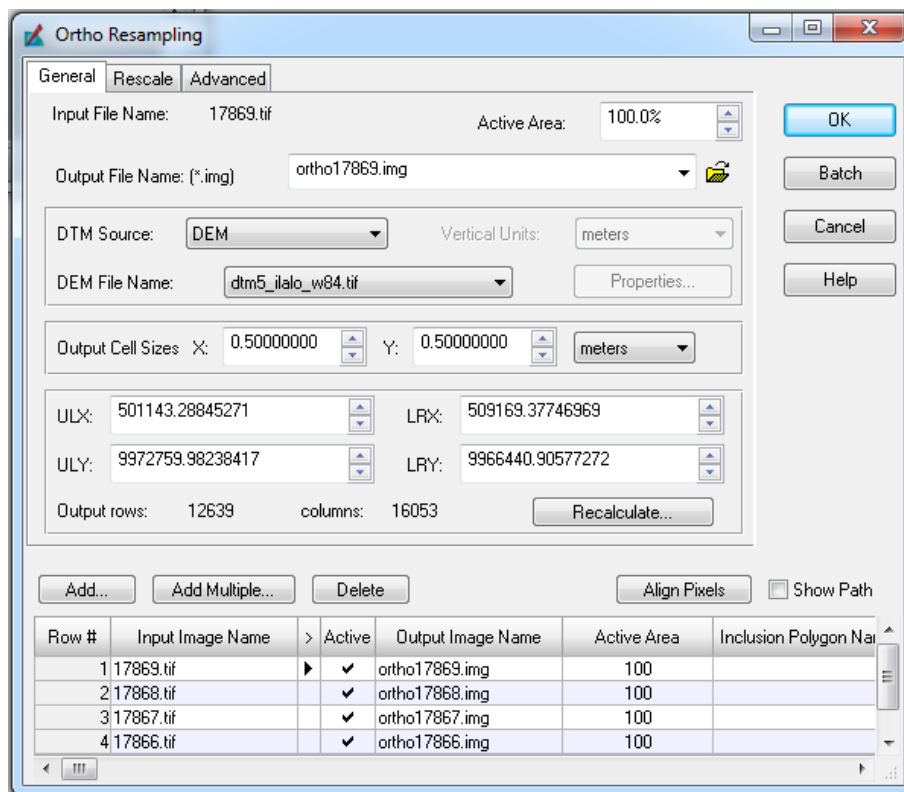 Ortho Resampling
General Rescale Advanced
Input File Name: 17869.tif Active Area: 100.0% OK
Output File Name: (*.img) ortho17869.img Batch
DTM Source: DEM Vertical Units: meters Cancel
DEM File Name: dtm5_ilalo_w84.tif Properties... Help
Output Cell Sizes X: 0.50000000 Y: 0.50000000 meters
ULX: 501143.28845271 LRX: 509169.37746969
ULY: 9972759.98238417 LRY: 9966440.90577272
Output rows: 12639 columns: 16053 Recalculate...
Add... Add Multiple... Delete Align Pixels Show Path
Row # Input Image Name > Active Output Image Name Active Area Inclusion Polygon Nar
1 17869.tif ortho17869.img 100
2 17868.tif ortho17868.img 100
3 17867.tif ortho17867.img 100
4 17866.tif ortho17866.img 100